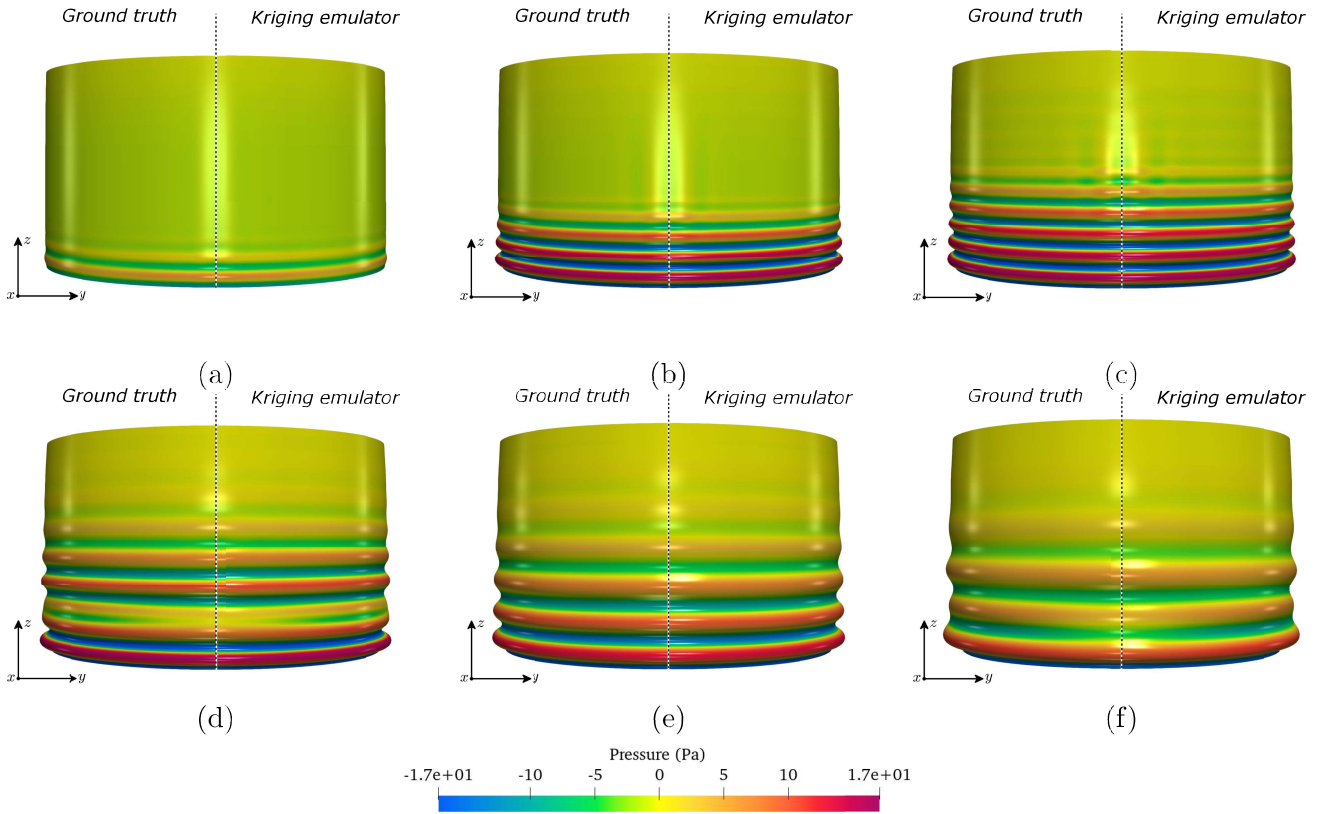 Ground truth Kriging emulator Ground truth Kriging emulator Ground truth Kriging emulator
z z z
x y x y x y
(a) (b) (c)
Ground truth Kriging emulator Ground truth Kriging emulator Ground truth Kriging emulator
z z z
x y x y x y
(d) (e) (f)
Pressure (Pa)
-1.7e+01 -10 -5 0 5 10 1.7e+01